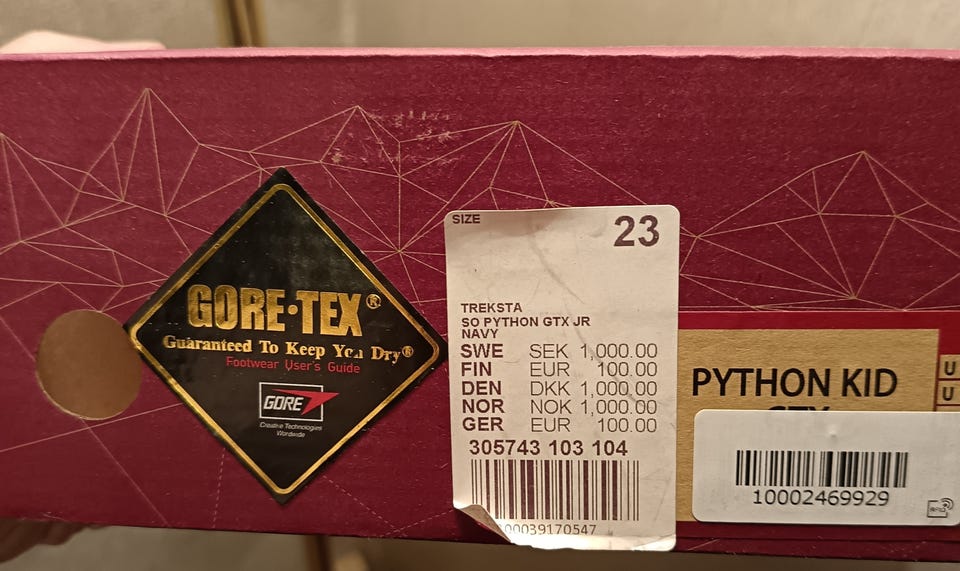 GORE-TEX®
Guaranteed To Keep You Dry®
Footwear User's Guide
GORE
Creative Technologies
Worldwide
SIZE
23
TREKSTA
SO PYTHON GTX JR
NAVY
SWE SEK 1,000.00
FIN EUR 100.00
DEN DKK 1,000.00
NOR NOK 1,000.00
GER EUR 100.00
305743 103 104
00039170547
PYTHON KID
GTX
U
U
10002469929
RFID